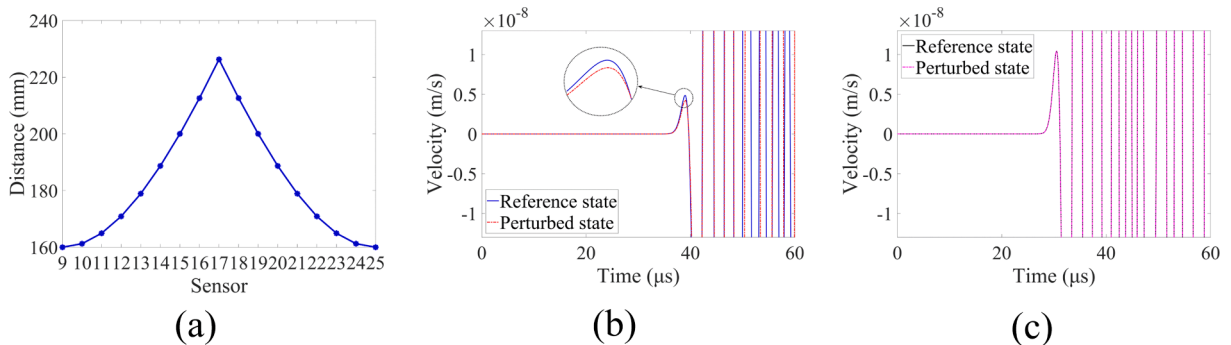 240
220
200
180
160
Distance (mm)
9 10 11 12 13 14 15 16 17 18 19 20 21 22 23 24 25
Sensor
(a)
×10⁻⁸
1
0.5
0
-0.5
-1
Velocity (m/s)
Reference state
Perturbed state
0 20 40 60
Time (μs)
(b)
×10⁻⁸
1
0.5
0
-0.5
-1
Velocity (m/s)
Reference state
Perturbed state
0 20 40 60
Time (μs)
(c)